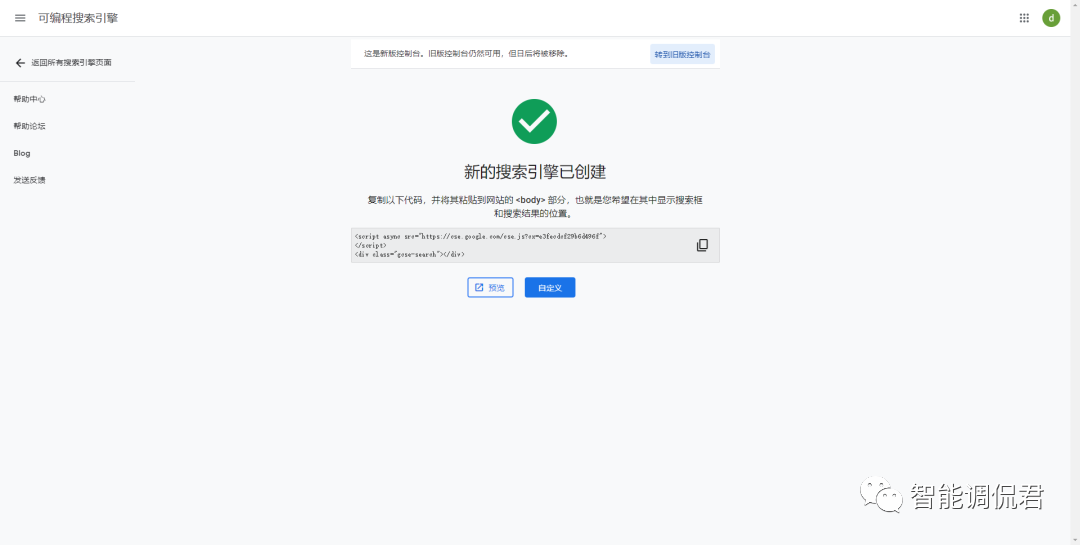 可编程搜索引擎
d
返回所有搜索引擎页面
帮助中心
帮助论坛
Blog
发送反馈
这是新版控制台。旧版控制台仍然可用，但日后将被移除。
转到旧版控制台
新的搜索引擎已创建
复制以下代码，并将其粘贴到网站的 <body> 部分，也就是您希望在其中显示搜索框
和搜索结果的位置。
<script async src="https://cse.google.com/cse.js?cx=e3fecdcf29b6d496f">
</script>
<div class="gcse-search"></div>
预览
自定义
智能调侃君